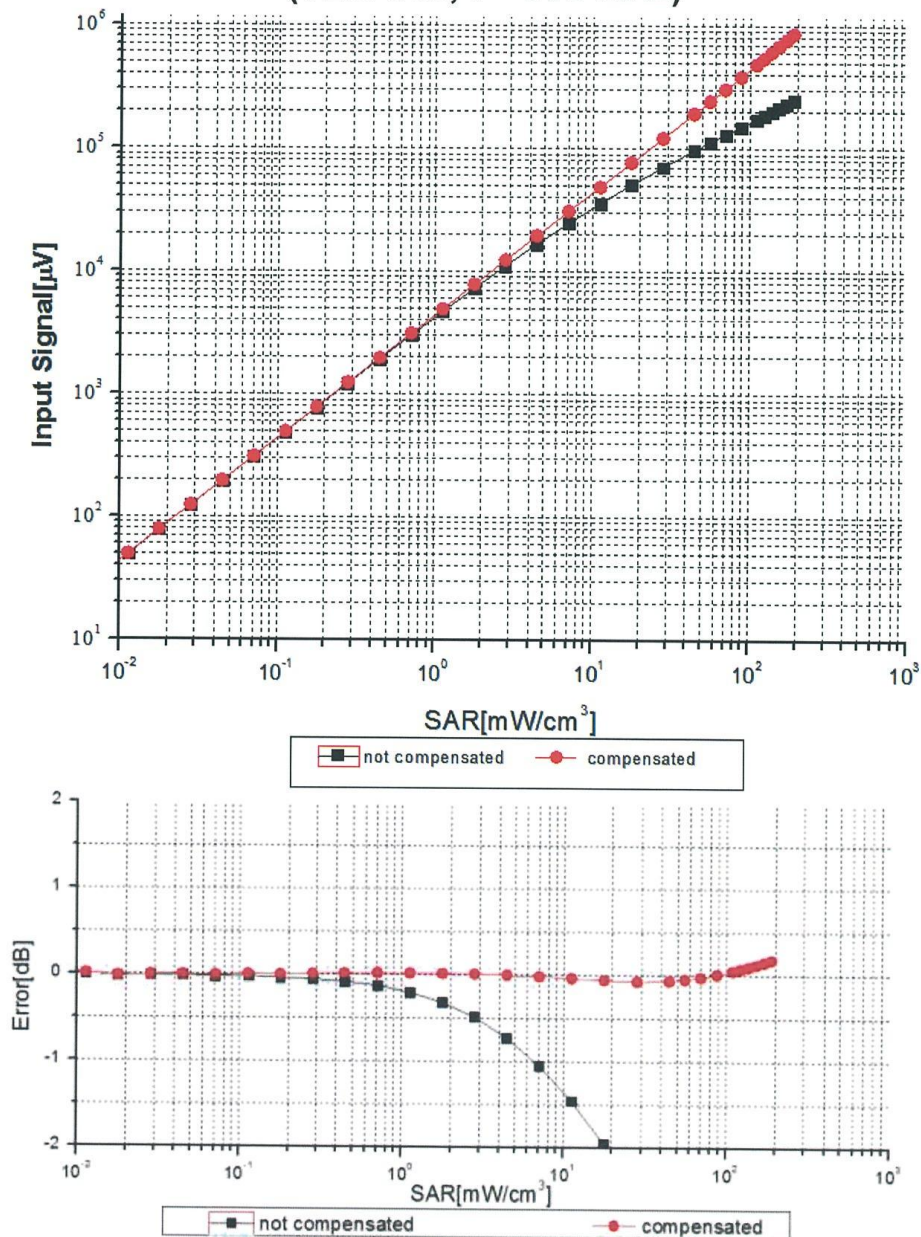 10⁶
10⁵
10⁴
10³
10²
10¹
Input Signal[µV]
10⁻² 10⁻¹ 10⁰ 10¹ 10² 10³
SAR[mW/cm³]
not compensated compensated
2
1
0
-1
-2
Error[dB]
10⁻² 10⁻¹ 10⁰ 10¹ 10² 10³
SAR[mW/cm³]
not compensated compensated